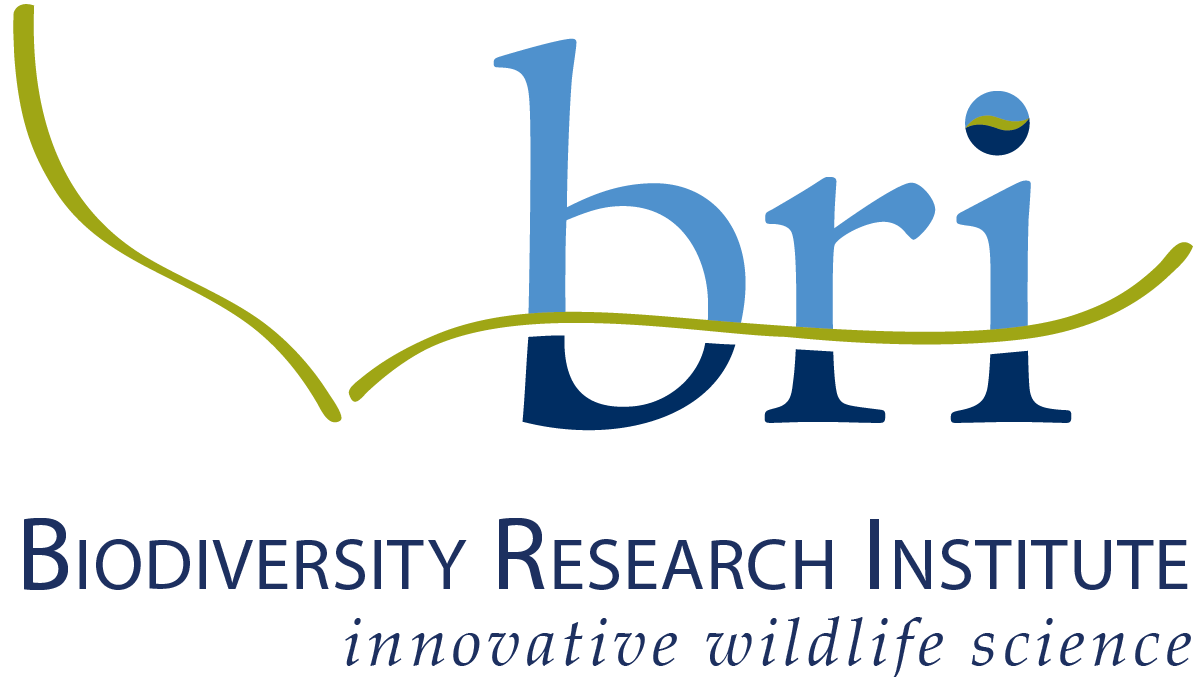 bri
BIODIVERSITY RESEARCH INSTITUTE
innovative wildlife science